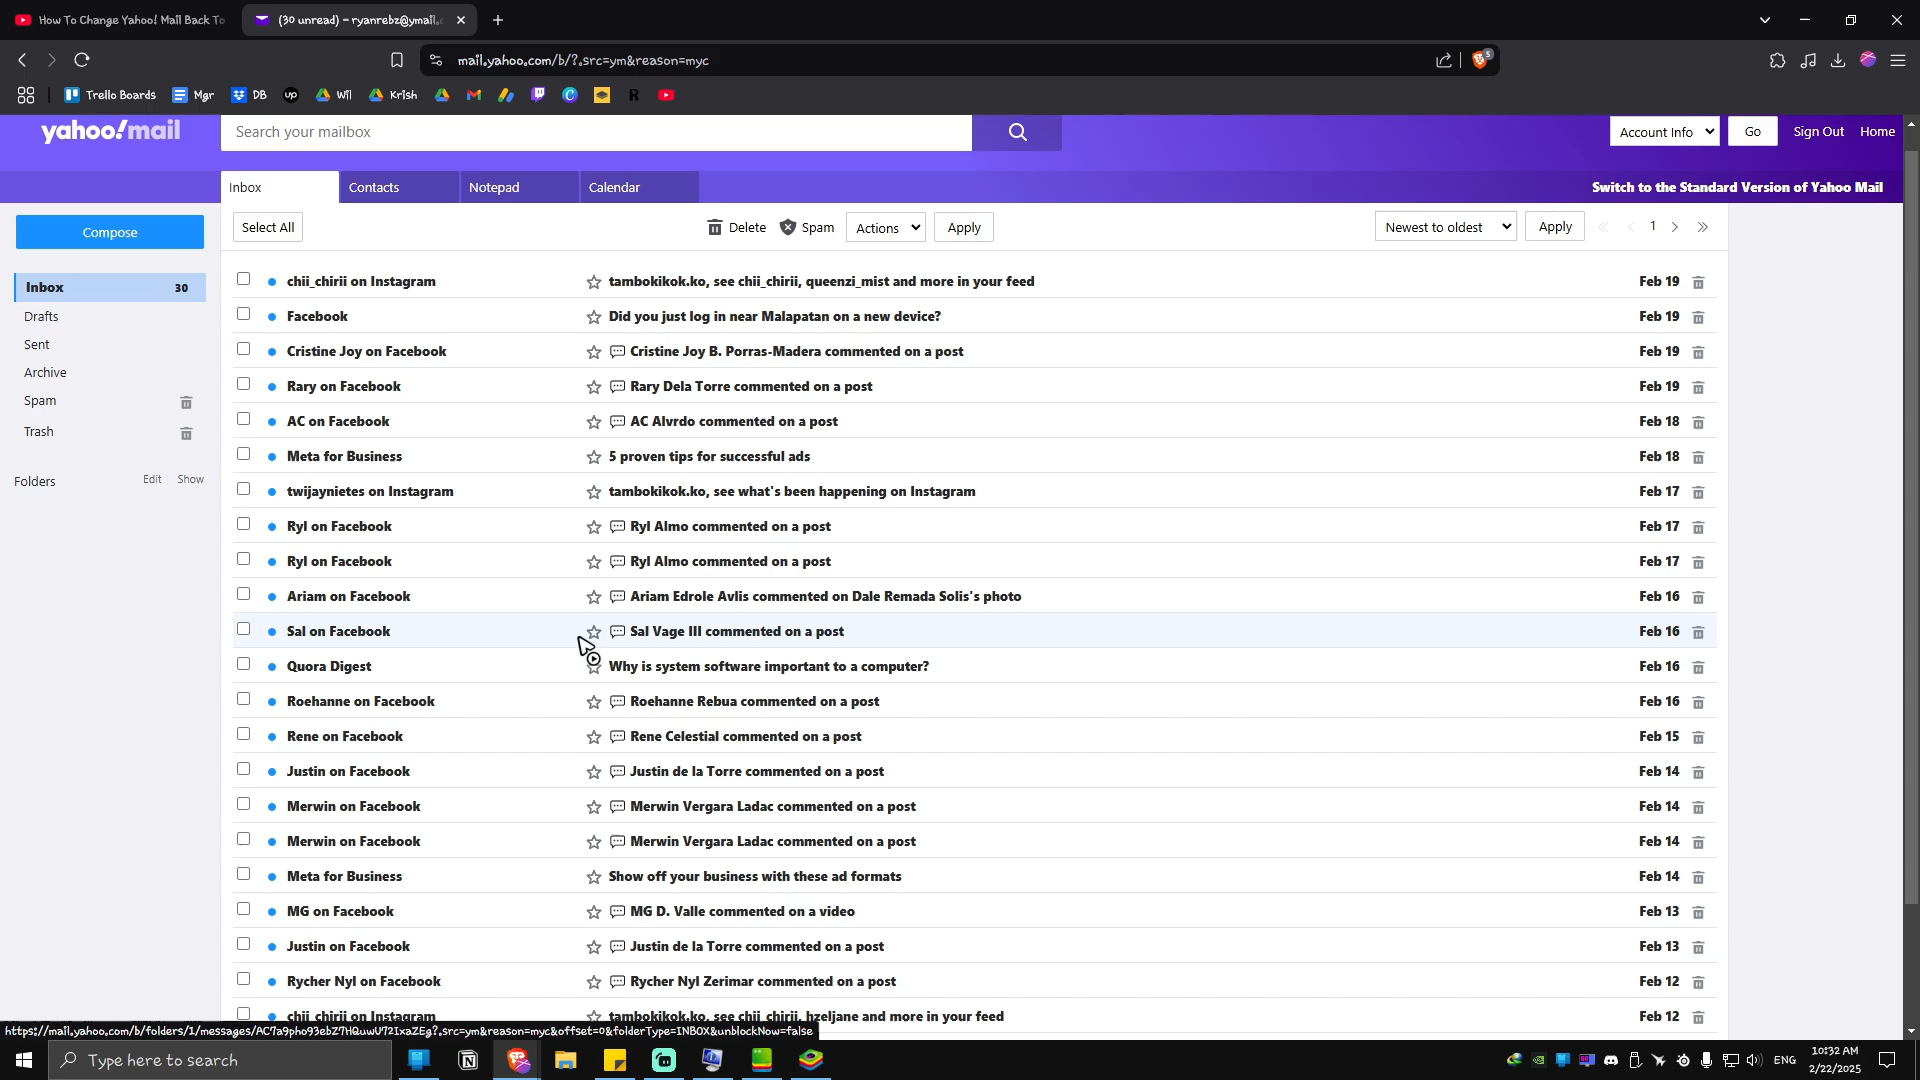 How To Change Yahoo! Mail Back To
(30 unread) - ryanrebz@ymail.c
mail.yahoo.com/b/?.src=ym&reason=myc
5
Trello Boards
Mgr
DB
up
Wil
Krish
R
yahoo!mail
Search your mailbox
Account Info
Go
Sign Out
Home
Inbox
Contacts
Notepad
Calendar
Switch to the Standard Version of Yahoo Mail
Compose
Select All
Delete
Spam
Actions
Apply
Newest to oldest
Apply
1
Inbox 30
Drafts
Sent
Archive
Spam
Trash
Folders Edit Show
chii_chirii on Instagram tambokikok.ko, see chii_chirii, queenzi_mist and more in your feed Feb 19
Facebook Did you just log in near Malapatan on a new device? Feb 19
Cristine Joy on Facebook Cristine Joy B. Porras-Madera commented on a post Feb 19
Rary on Facebook Rary Dela Torre commented on a post Feb 19
AC on Facebook AC Alvrdo commented on a post Feb 18
Meta for Business 5 proven tips for successful ads Feb 18
twijaynietes on Instagram tambokikok.ko, see what's been happening on Instagram Feb 17
Ryl on Facebook Ryl Almo commented on a post Feb 17
Ryl on Facebook Ryl Almo commented on a post Feb 17
Ariam on Facebook Ariam Edrole Avlis commented on Dale Remada Solis's photo Feb 16
Sal on Facebook Sal Vage III commented on a post Feb 16
Quora Digest Why is system software important to a computer? Feb 16
Roehanne on Facebook Roehanne Rebua commented on a post Feb 16
Rene on Facebook Rene Celestial commented on a post Feb 15
Justin on Facebook Justin de la Torre commented on a post Feb 14
Merwin on Facebook Merwin Vergara Ladac commented on a post Feb 14
Merwin on Facebook Merwin Vergara Ladac commented on a post Feb 14
Meta for Business Show off your business with these ad formats Feb 14
MG on Facebook MG D. Valle commented on a video Feb 13
Justin on Facebook Justin de la Torre commented on a post Feb 13
Rycher Nyl on Facebook Rycher Nyl Zerimar commented on a post Feb 12
chii_chirii on Instagram tambokikok.ko, see chii_chirii, hzeljane and more in your feed Feb 12
https://mail.yahoo.com/b/folders/1/messages/AC7a9pho93ebZ7HQuwU72IxaZEg?.src=ym&reason=myc&offset=0&folderType=INBOX&unblockNow=false
Type here to search
ENG
10:32 AM
2/22/2025